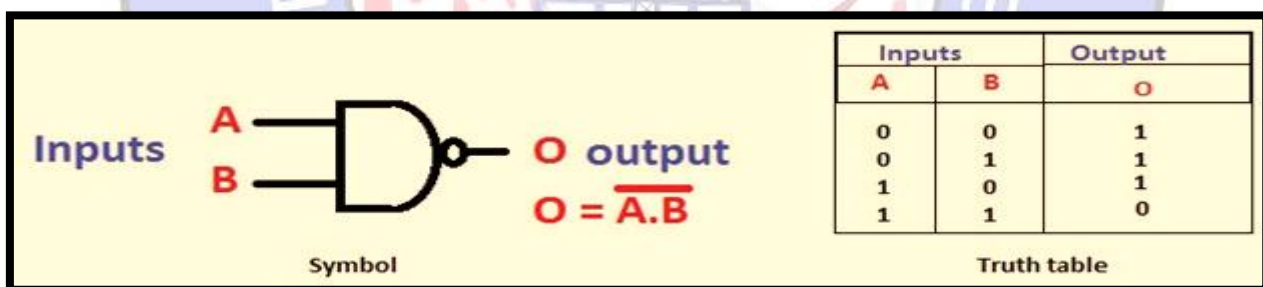 Inputs
A
B
O output
O = A̅.̅B̅
Symbol
Inputs Output
A B O
0 0 1
0 1 1
1 0 1
1 1 0
Truth table